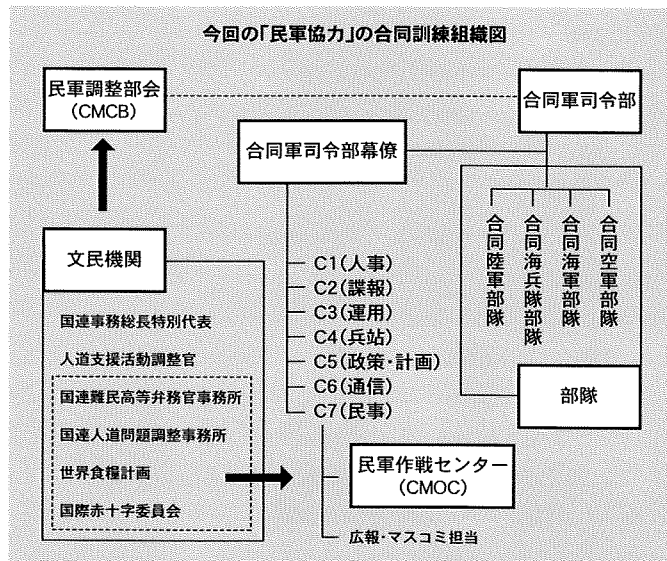 今回の「民軍協力」の合同訓練組織図
民軍調整部会
(CMCB)
合同軍司令部
合同軍司令部幕僚
文民機関
国連事務総長特別代表
人道支援活動調整官
国連難民高等弁務官事務所
国連人道問題調整事務所
世界食糧計画
国際赤十字委員会
C1(人事)
C2(諜報)
C3(運用)
C4(兵站)
C5(政策・計画)
C6(通信)
C7(民事)
民軍作戦センター
(CMOC)
広報・マスコミ担当
合同陸軍部隊
合同海兵隊部隊
合同海軍部隊
合同空軍部隊
部隊